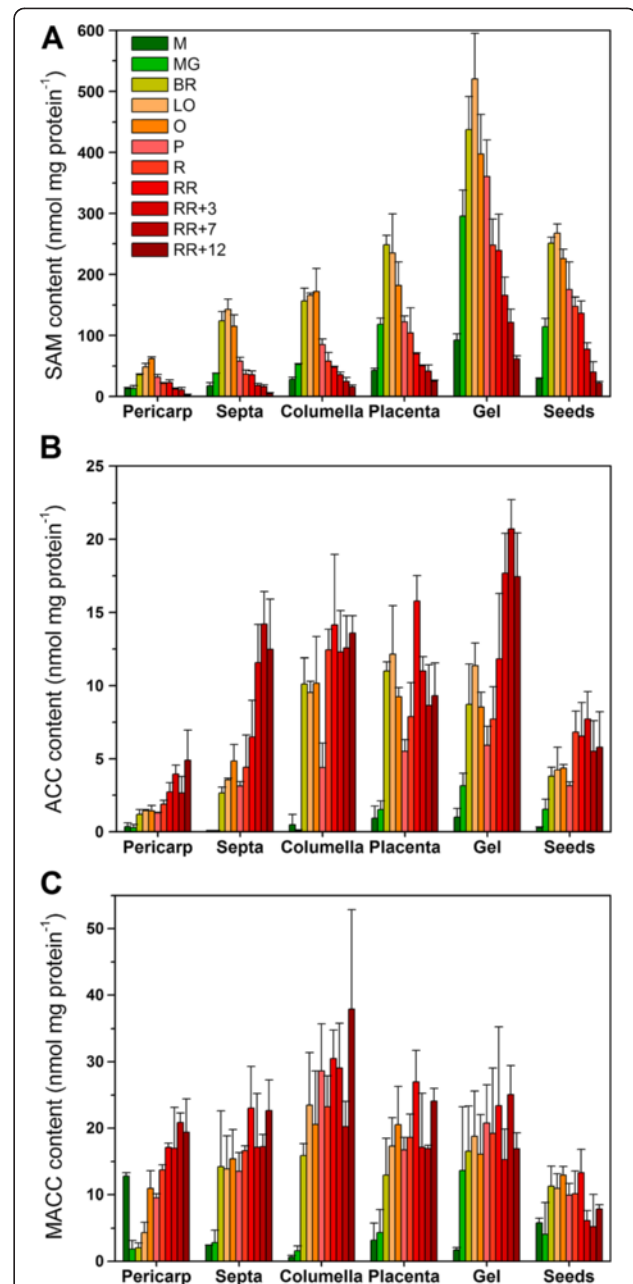 A
SAM content (nmol mg protein⁻¹)
600
500
400
300
200
100
0
M
MG
BR
LO
O
P
R
RR
RR+3
RR+7
RR+12
Pericarp Septa Columella Placenta Gel Seeds
B
ACC content (nmol mg protein⁻¹)
25
20
15
10
5
0
Pericarp Septa Columella Placenta Gel Seeds
C
MACC content (nmol mg protein⁻¹)
50
40
30
20
10
0
Pericarp Septa Columella Placenta Gel Seeds